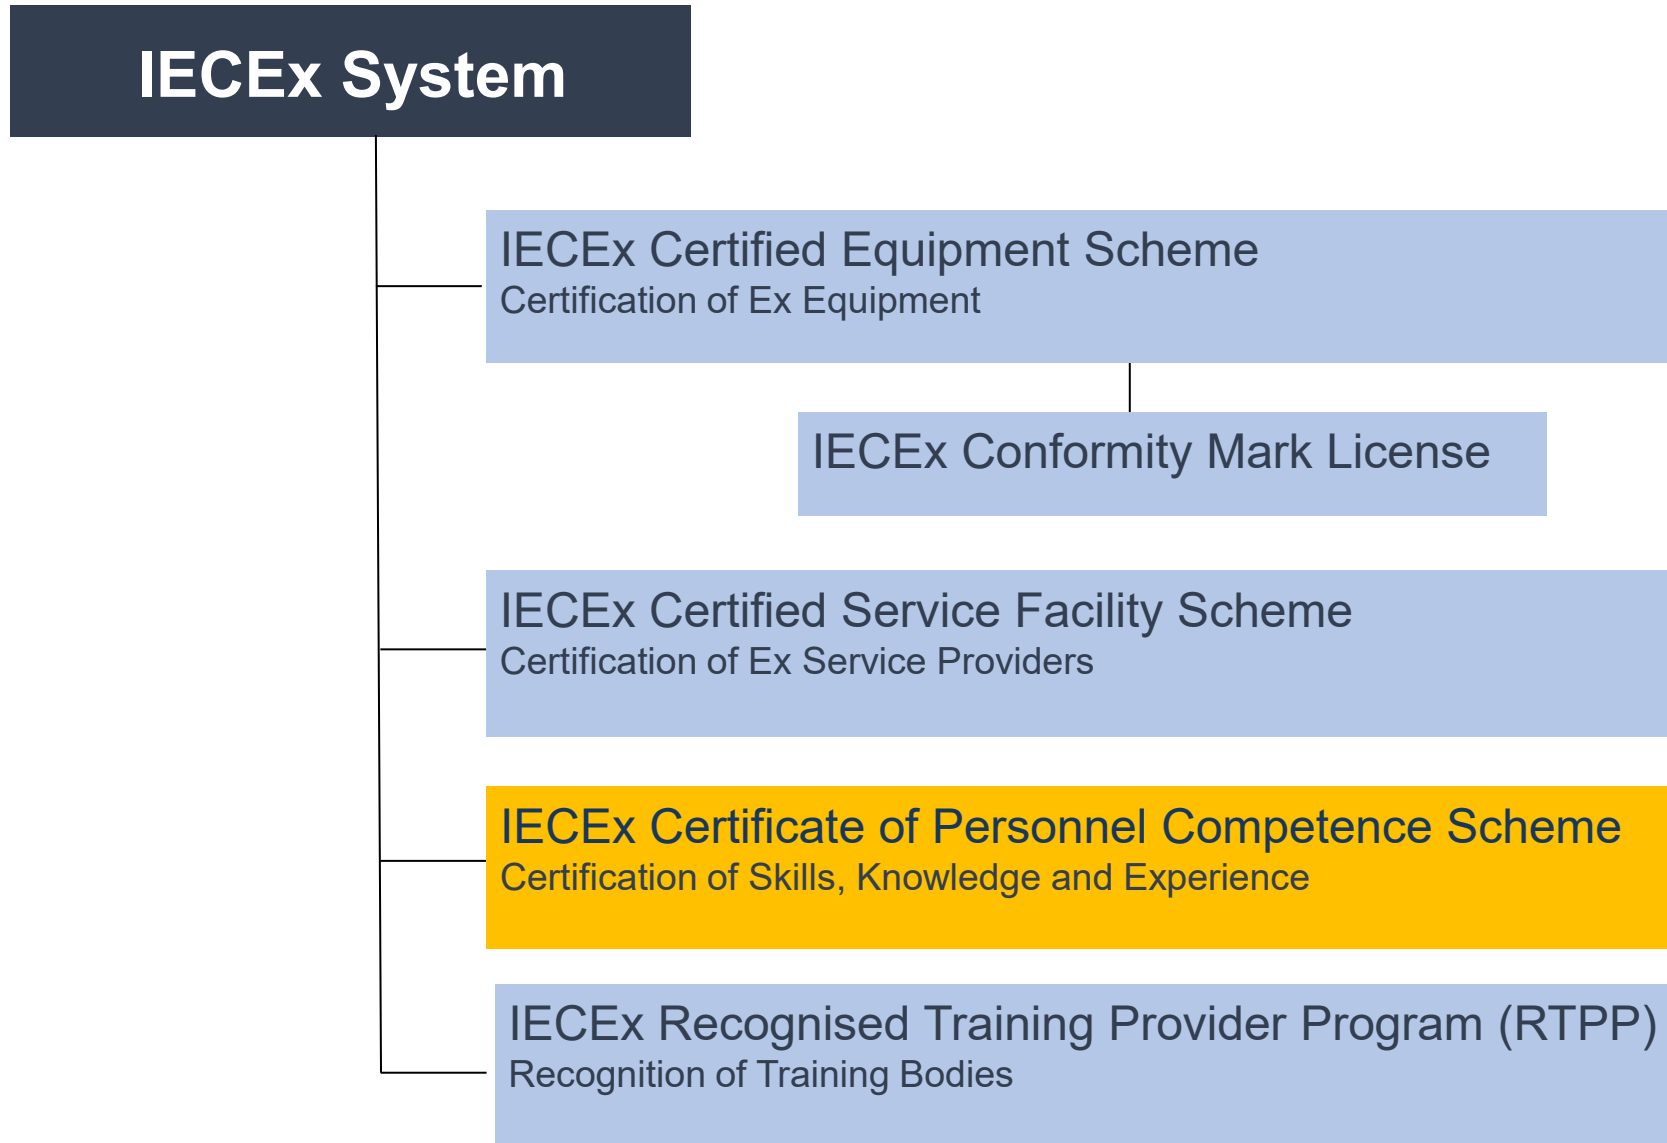 IECEx System
IECEx Certified Equipment Scheme
Certification of Ex Equipment
IECEx Conformity Mark License
IECEx Certified Service Facility Scheme
Certification of Ex Service Providers
IECEx Certificate of Personnel Competence Scheme
Certification of Skills, Knowledge and Experience
IECEx Recognised Training Provider Program (RTPP)
Recognition of Training Bodies